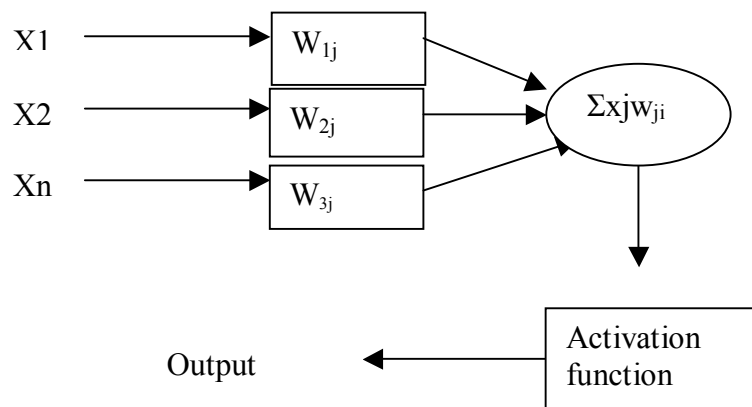 X1
W1j
X2
W2j
Σxjwji
Xn
W3j
Activation
function
Output